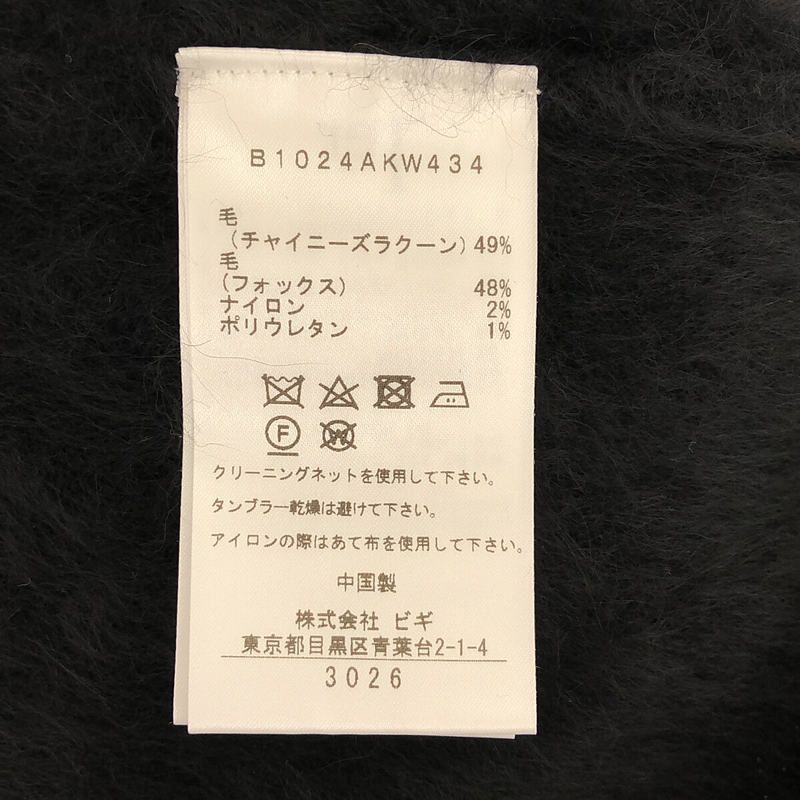 B1024AKW434
毛
(チャイニーズラクーン) 49%
毛
(フォックス) 48%
ナイロン 2%
ポリウレタン 1%
F W
クリーニングネットを使用して下さい。
タンブラー乾燥は避けて下さい。
アイロンの際はあて布を使用して下さい。
中国製
株式会社 ビギ
東京都目黒区青葉台2-1-4
3026